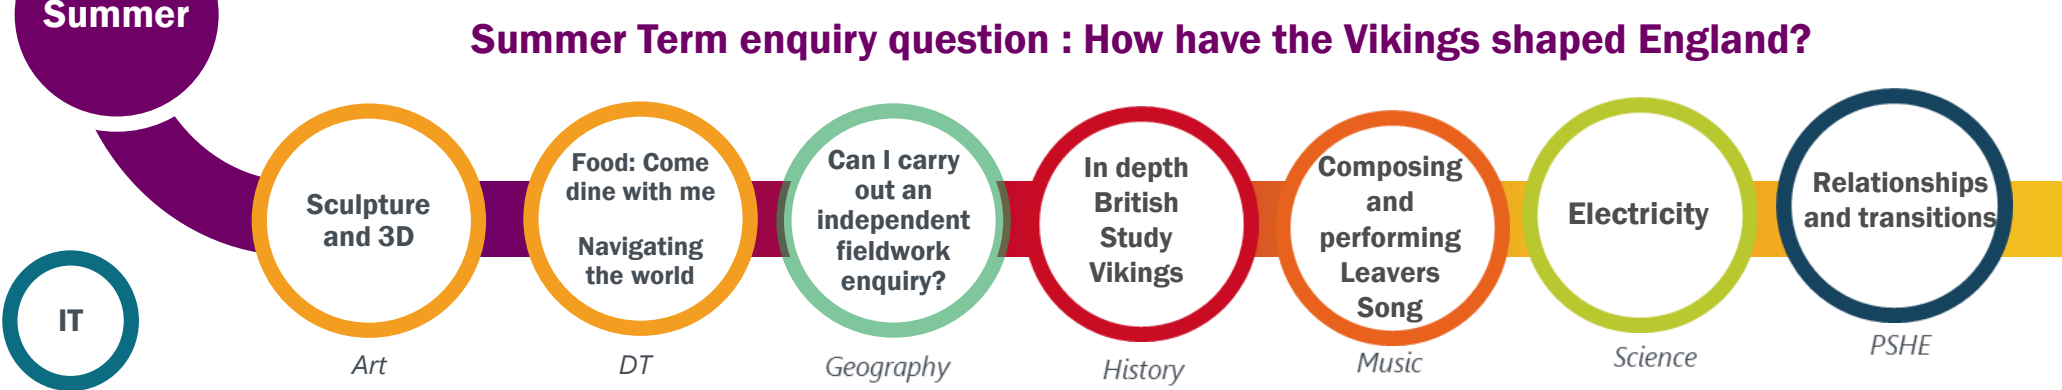 Summer
Summer Term enquiry question : How have the Vikings shaped England?
Sculpture
and 3D
Art
Food: Come
dine with me
Navigating
the world
DT
Can I carry
out an
independent
fieldwork
enquiry?
Geography
In depth
British
Study
Vikings
History
Composing
and
performing
Leavers
Song
Music
Electricity
Science
Relationships
and transitions
PSHE
IT